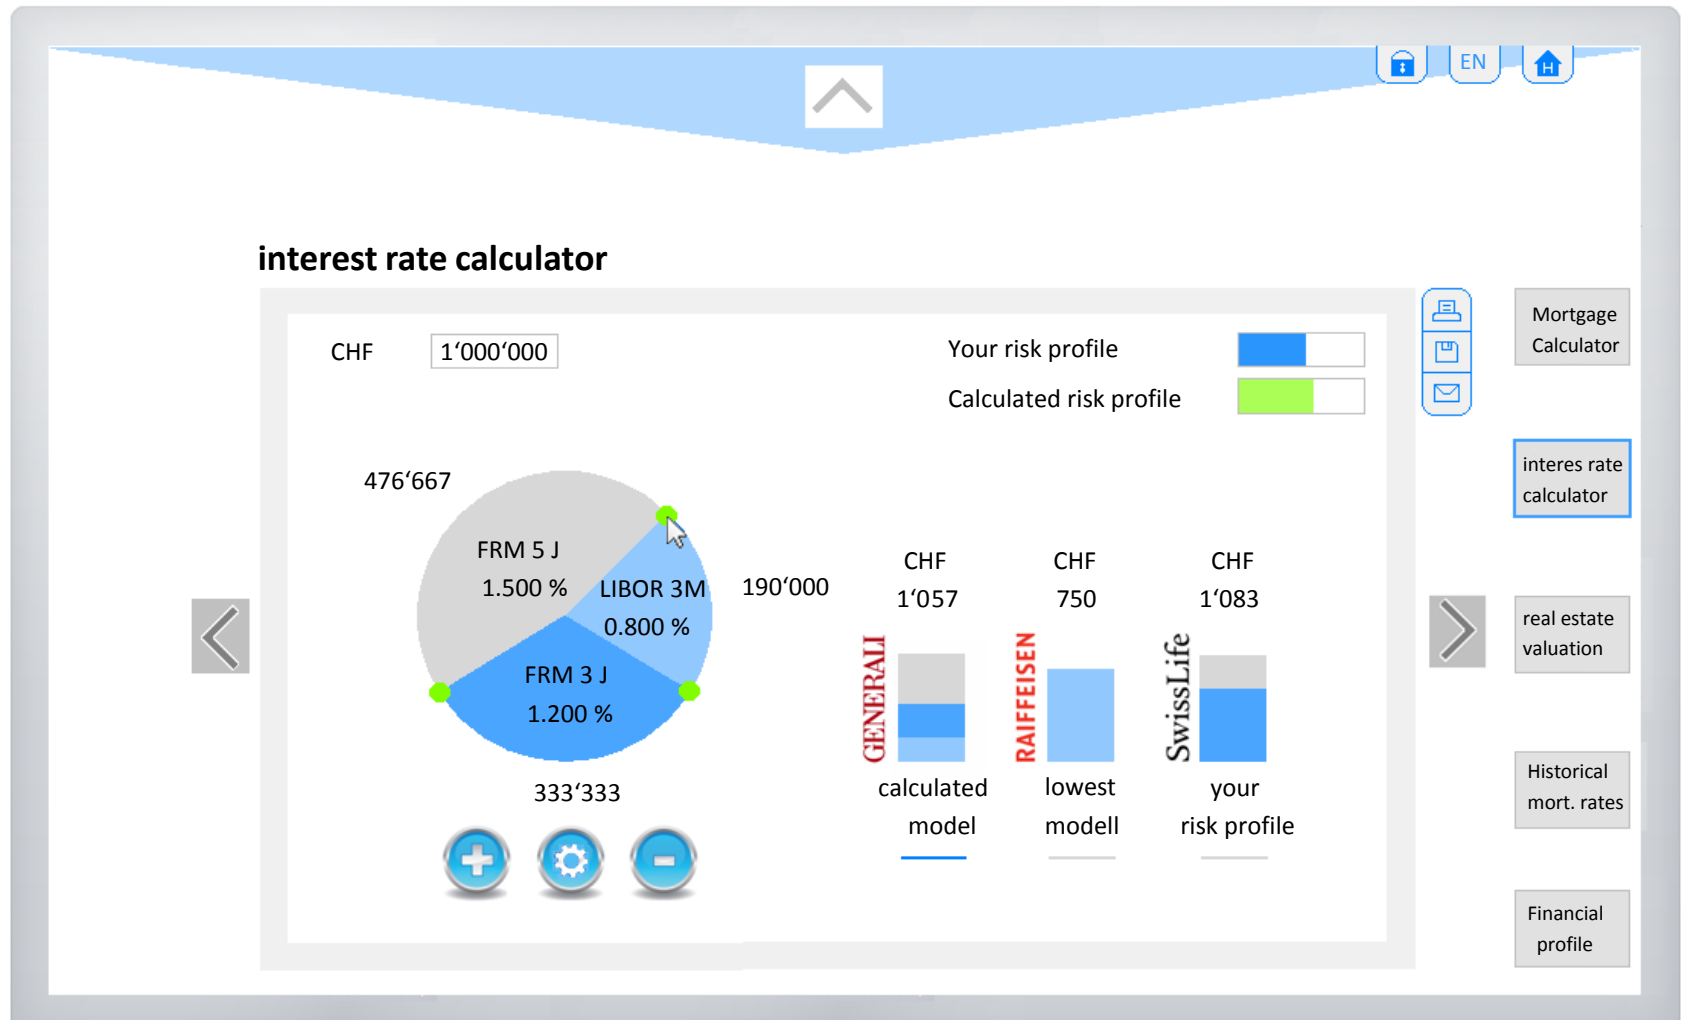 EN
H
interest rate calculator
CHF 1‘000‘000
Your risk profile
Calculated risk profile
476‘667
FRM 5 J
1.500 %
LIBOR 3M
0.800 %
190‘000
FRM 3 J
1.200 %
333‘333
CHF
1‘057
GENERALI
calculated
model
CHF
750
RAIFFEISEN
lowest
modell
CHF
1‘083
SwissLife
your
risk profile
Mortgage
Calculator
interes rate
calculator
real estate
valuation
Historical
mort. rates
Financial
profile